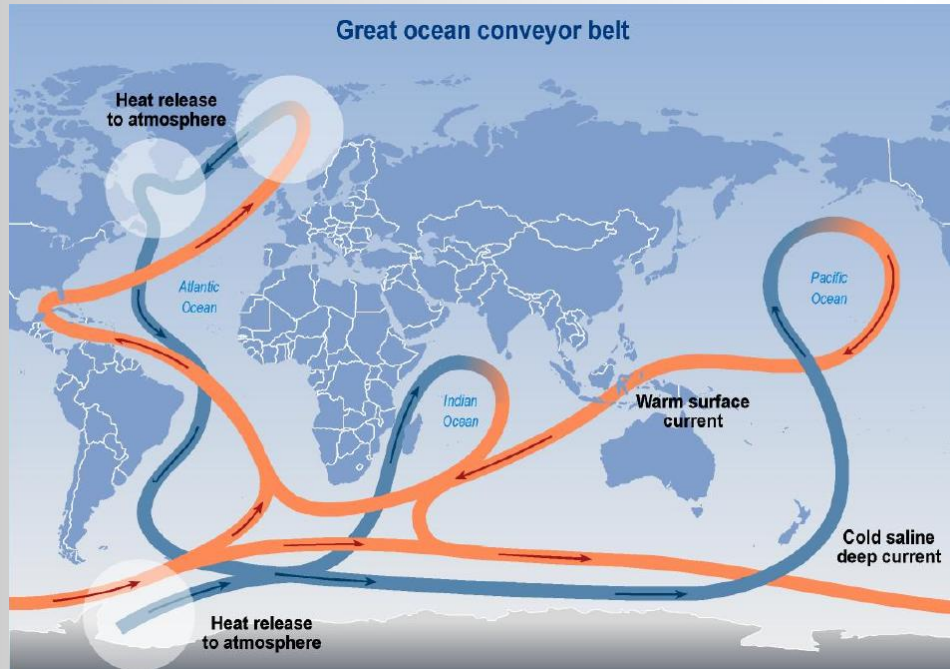 Great ocean conveyor belt
Heat release
to atmosphere
Atlantic
Ocean
Pacific
Ocean
Indian
Ocean
Warm surface
current
Cold saline
deep current
Heat release
to atmosphere